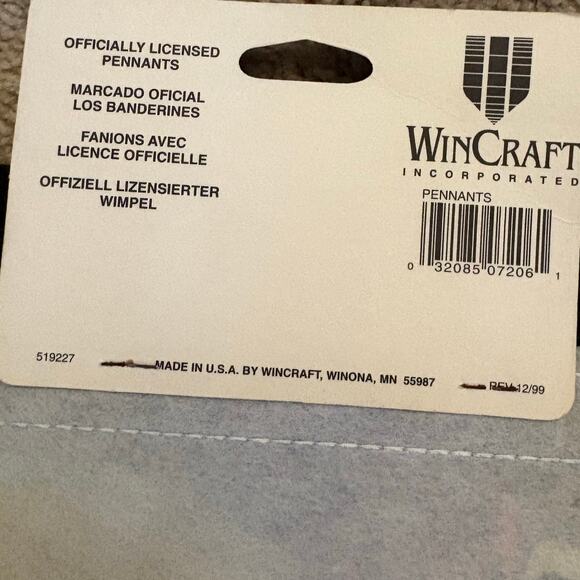 OFFICIALLY LICENSED
PENNANTS
MARCADO OFICIAL
LOS BANDERINES
FANIONS AVEC
LICENCE OFFICIELLE
OFFIZIELL LIZENSIERTER
WIMPEL
WINCRAFT
INCORPORATED
PENNANTS
0 32085 07206 1
519227
MADE IN U.S.A. BY WINCRAFT, WINONA, MN 55987
REV 12/99